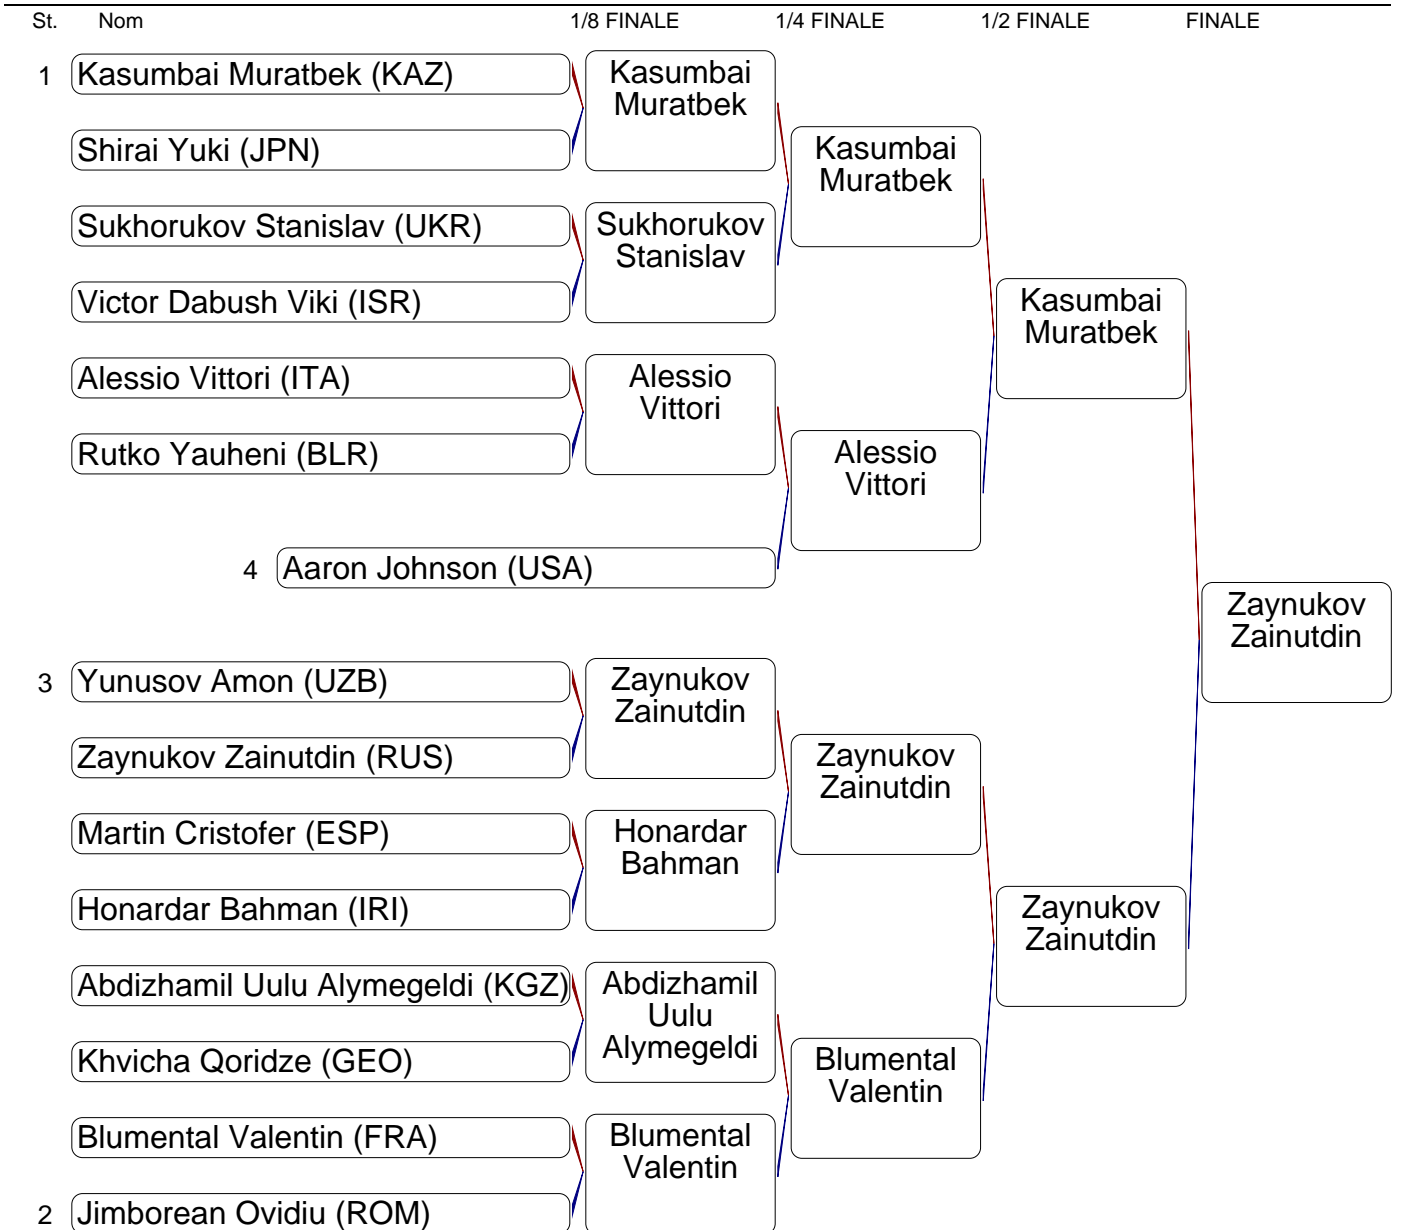 St. Nom 1/8 FINALE 1/4 FINALE 1/2 FINALE FINALE
1 Kasumbai Muratbek (KAZ)
Shirai Yuki (JPN)
Sukhorukov Stanislav (UKR)
Victor Dabush Viki (ISR)
Alessio Vittori (ITA)
Rutko Yauheni (BLR)
4 Aaron Johnson (USA)
3 Yunusov Amon (UZB)
Zaynukov Zainutdin (RUS)
Martin Cristofer (ESP)
Honardar Bahman (IRI)
Abdizhamil Uulu Alymegeldi (KGZ)
Khvicha Qoridze (GEO)
Blumental Valentin (FRA)
2 Jimborean Ovidiu (ROM)
Kasumbai
Muratbek
Sukhorukov
Stanislav
Alessio
Vittori
Zaynukov
Zainutdin
Honardar
Bahman
Abdizhamil
Uulu
Alymegeldi
Blumental
Valentin
Kasumbai
Muratbek
Alessio
Vittori
Zaynukov
Zainutdin
Blumental
Valentin
Kasumbai
Muratbek
Zaynukov
Zainutdin
Zaynukov
Zainutdin